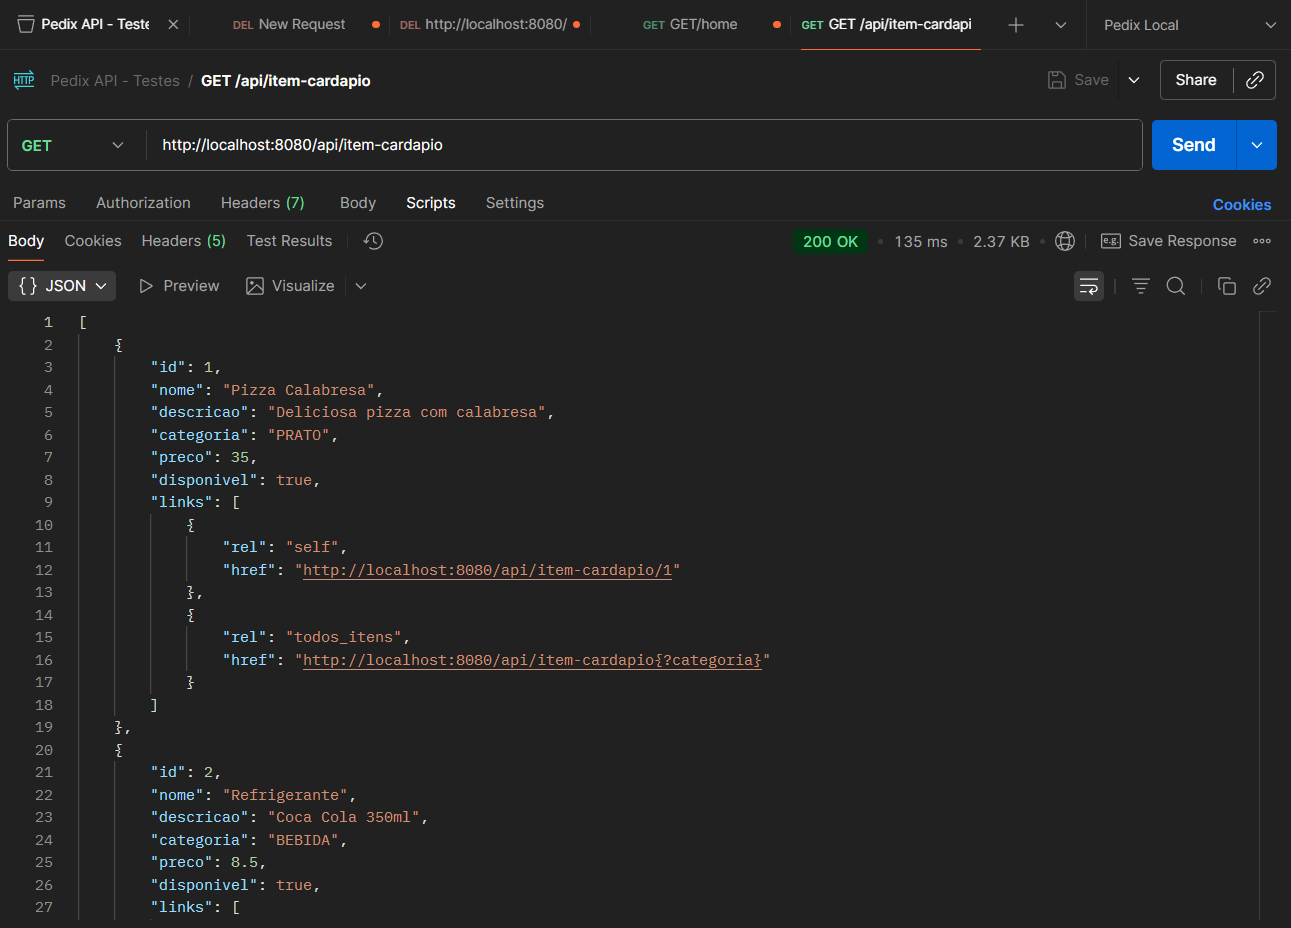 Pedix API - Teste DEL New Request DEL http://localhost:8080/ GET GET/home GET GET /api/item-cardapi Pedix Local
HTTP Pedix API - Testes / GET /api/item-cardapio Save Share
GET http://localhost:8080/api/item-cardapio Send
Params Authorization Headers (7) Body Scripts Settings Cookies
Body Cookies Headers (5) Test Results 200 OK 135 ms 2.37 KB e.g. Save Response
{} JSON Preview Visualize
1 [
2 {
3 "id": 1,
4 "nome": "Pizza Calabresa",
5 "descricao": "Deliciosa pizza com calabresa",
6 "categoria": "PRATO",
7 "preco": 35,
8 "disponivel": true,
9 "links": [
10 {
11 "rel": "self",
12 "href": "http://localhost:8080/api/item-cardapio/1"
13 },
14 {
15 "rel": "todos_itens",
16 "href": "http://localhost:8080/api/item-cardapio{?categoria}"
17 }
18 ]
19 },
20 {
21 "id": 2,
22 "nome": "Refrigerante",
23 "descricao": "Coca Cola 350ml",
24 "categoria": "BEBIDA",
25 "preco": 8.5,
26 "disponivel": true,
27 "links": [